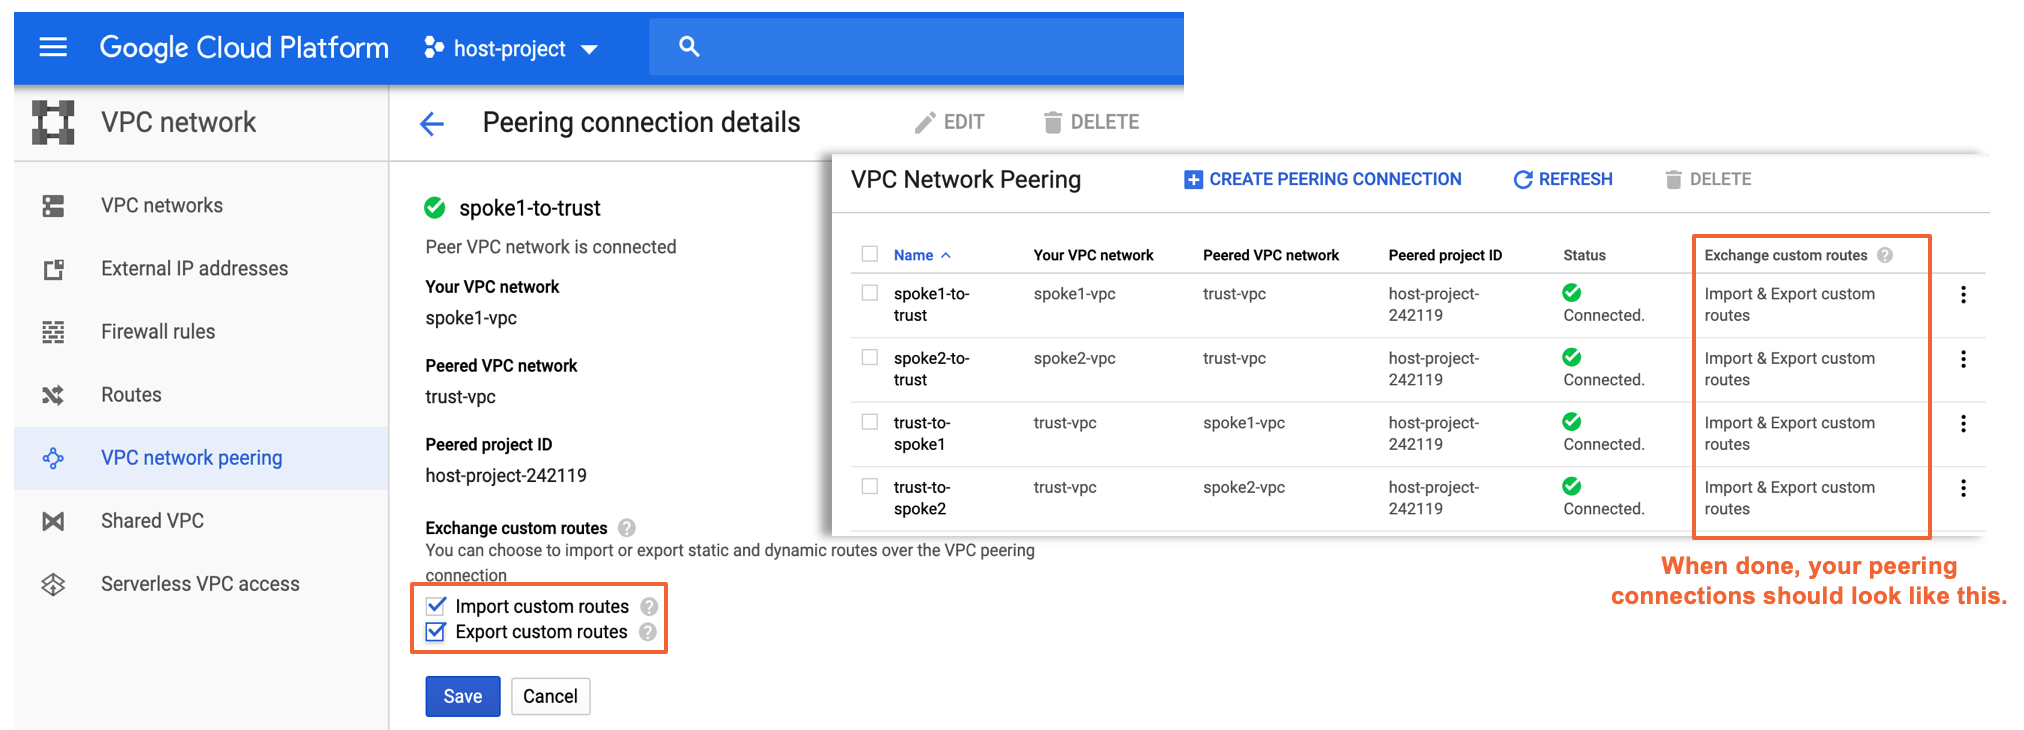 Google Cloud Platform
host-project
VPC network
Peering connection details
EDIT
DELETE
VPC networks
External IP addresses
Firewall rules
Routes
VPC network peering
Shared VPC
Serverless VPC access
spoke1-to-trust
Peer VPC network is connected
Your VPC network
spoke1-vpc
Peered VPC network
trust-vpc
Peered project ID
host-project-242119
Exchange custom routes ?
You can choose to import or export static and dynamic routes over the VPC peering
connection
Import custom routes ?
Export custom routes ?
Save
Cancel
VPC Network Peering
CREATE PEERING CONNECTION
REFRESH
DELETE
Name Your VPC network Peered VPC network Peered project ID Status Exchange custom routes ?
spoke1-to- spoke1-vpc trust-vpc host-project- Import & Export custom
trust 242119 Connected. routes
spoke2-to- spoke2-vpc trust-vpc host-project- Import & Export custom
trust 242119 Connected. routes
trust-to- trust-vpc spoke1-vpc host-project- Import & Export custom
spoke1 242119 Connected. routes
trust-to- trust-vpc spoke2-vpc host-project- Import & Export custom
spoke2 242119 Connected. routes
When done, your peering
connections should look like this.